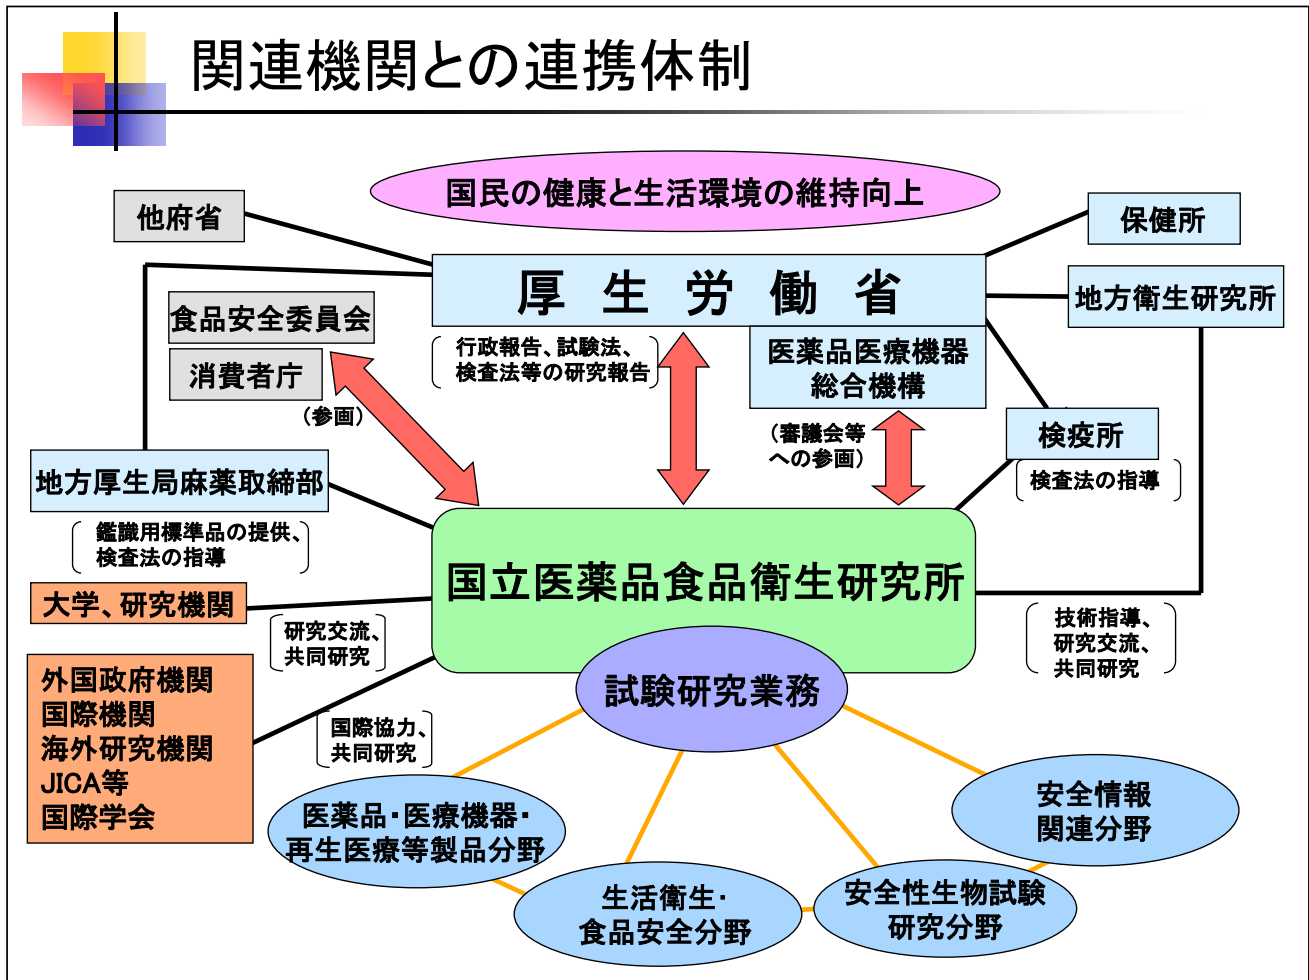 関連機関との連携体制
国民の健康と生活環境の維持向上
他府省
保健所
厚生労働省
地方衛生研究所
食品安全委員会
消費者庁
(参画)
行政報告、試験法、
検査法等の研究報告
医薬品医療機器
総合機構
(審議会等
への参画)
検疫所
検査法の指導
地方厚生局麻薬取締部
鑑識用標準品の提供、
検査法の指導
国立医薬品食品衛生研究所
大学、研究機関
研究交流、
共同研究
技術指導、
研究交流、
共同研究
外国政府機関
国際機関
海外研究機関
JICA等
国際学会
国際協力、
共同研究
試験研究業務
医薬品・医療機器・
再生医療等製品分野
生活衛生・
食品安全分野
安全性生物試験
研究分野
安全情報
関連分野